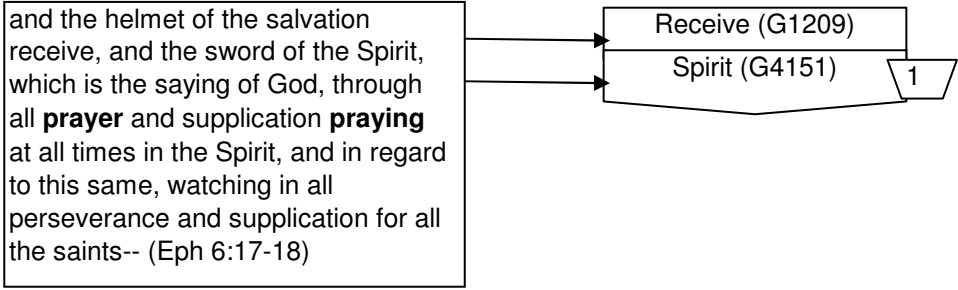 and the helmet of the salvation
receive, and the sword of the Spirit,
which is the saying of God, through
all prayer and supplication praying
at all times in the Spirit, and in regard
to this same, watching in all
perseverance and supplication for all
the saints-- (Eph 6:17-18)
Receive (G1209)
Spirit (G4151)
1